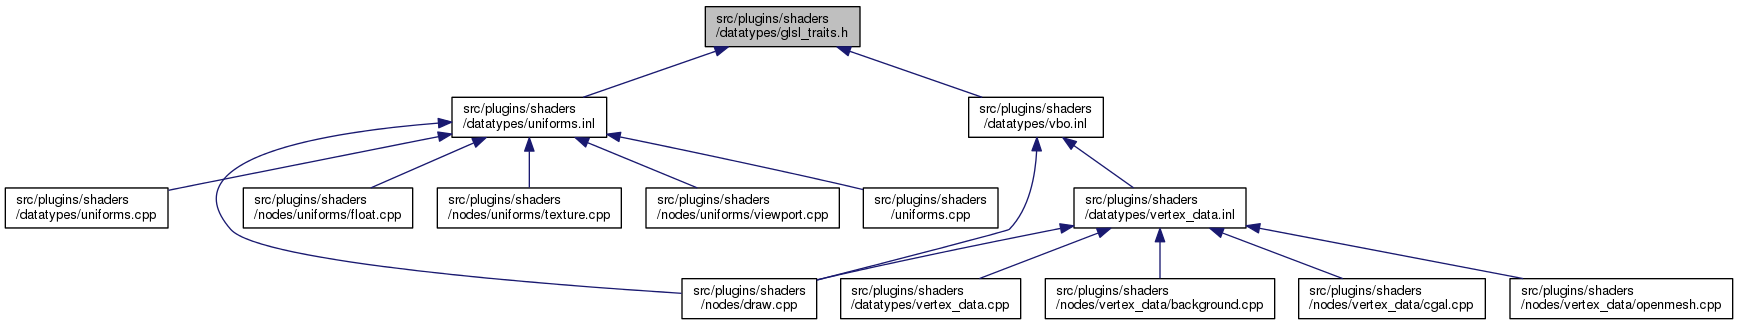 src/plugins/shaders
/datatypes/glsl_traits.h
src/plugins/shaders
/datatypes/uniforms.inl
src/plugins/shaders
/datatypes/vbo.inl
src/plugins/shaders
/datatypes/uniforms.cpp
src/plugins/shaders
/nodes/uniforms/float.cpp
src/plugins/shaders
/nodes/uniforms/texture.cpp
src/plugins/shaders
/nodes/uniforms/viewport.cpp
src/plugins/shaders
/uniforms.cpp
src/plugins/shaders
/datatypes/vertex_data.inl
src/plugins/shaders
/nodes/draw.cpp
src/plugins/shaders
/datatypes/vertex_data.cpp
src/plugins/shaders
/nodes/vertex_data/background.cpp
src/plugins/shaders
/nodes/vertex_data/cgal.cpp
src/plugins/shaders
/nodes/vertex_data/openmesh.cpp